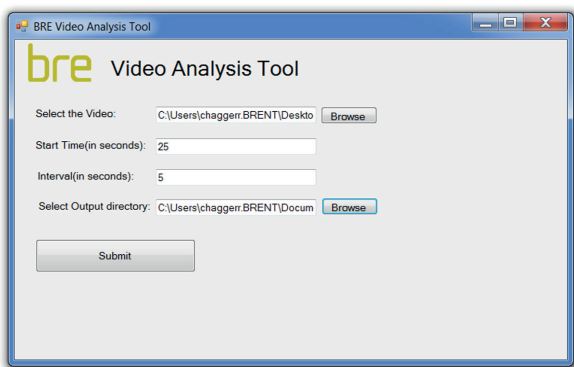 BRE Video Analysis Tool
bre Video Analysis Tool
Select the Video: C:\Users\chaggerr.BRENT\Deskto Browse
Start Time(in seconds): 25
Interval(in seconds): 5
Select Output directory: C:\Users\chaggerr.BRENT\Docum Browse
Submit